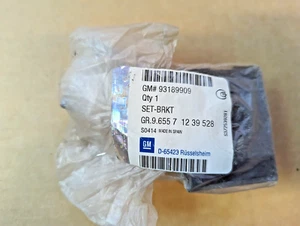 GM# 93189909
Qty 1
SET-BRKT
GR.9.655 7 12 39 528
S0414 MADE IN SPAIN
GM
D-65423 Rüsselsheim